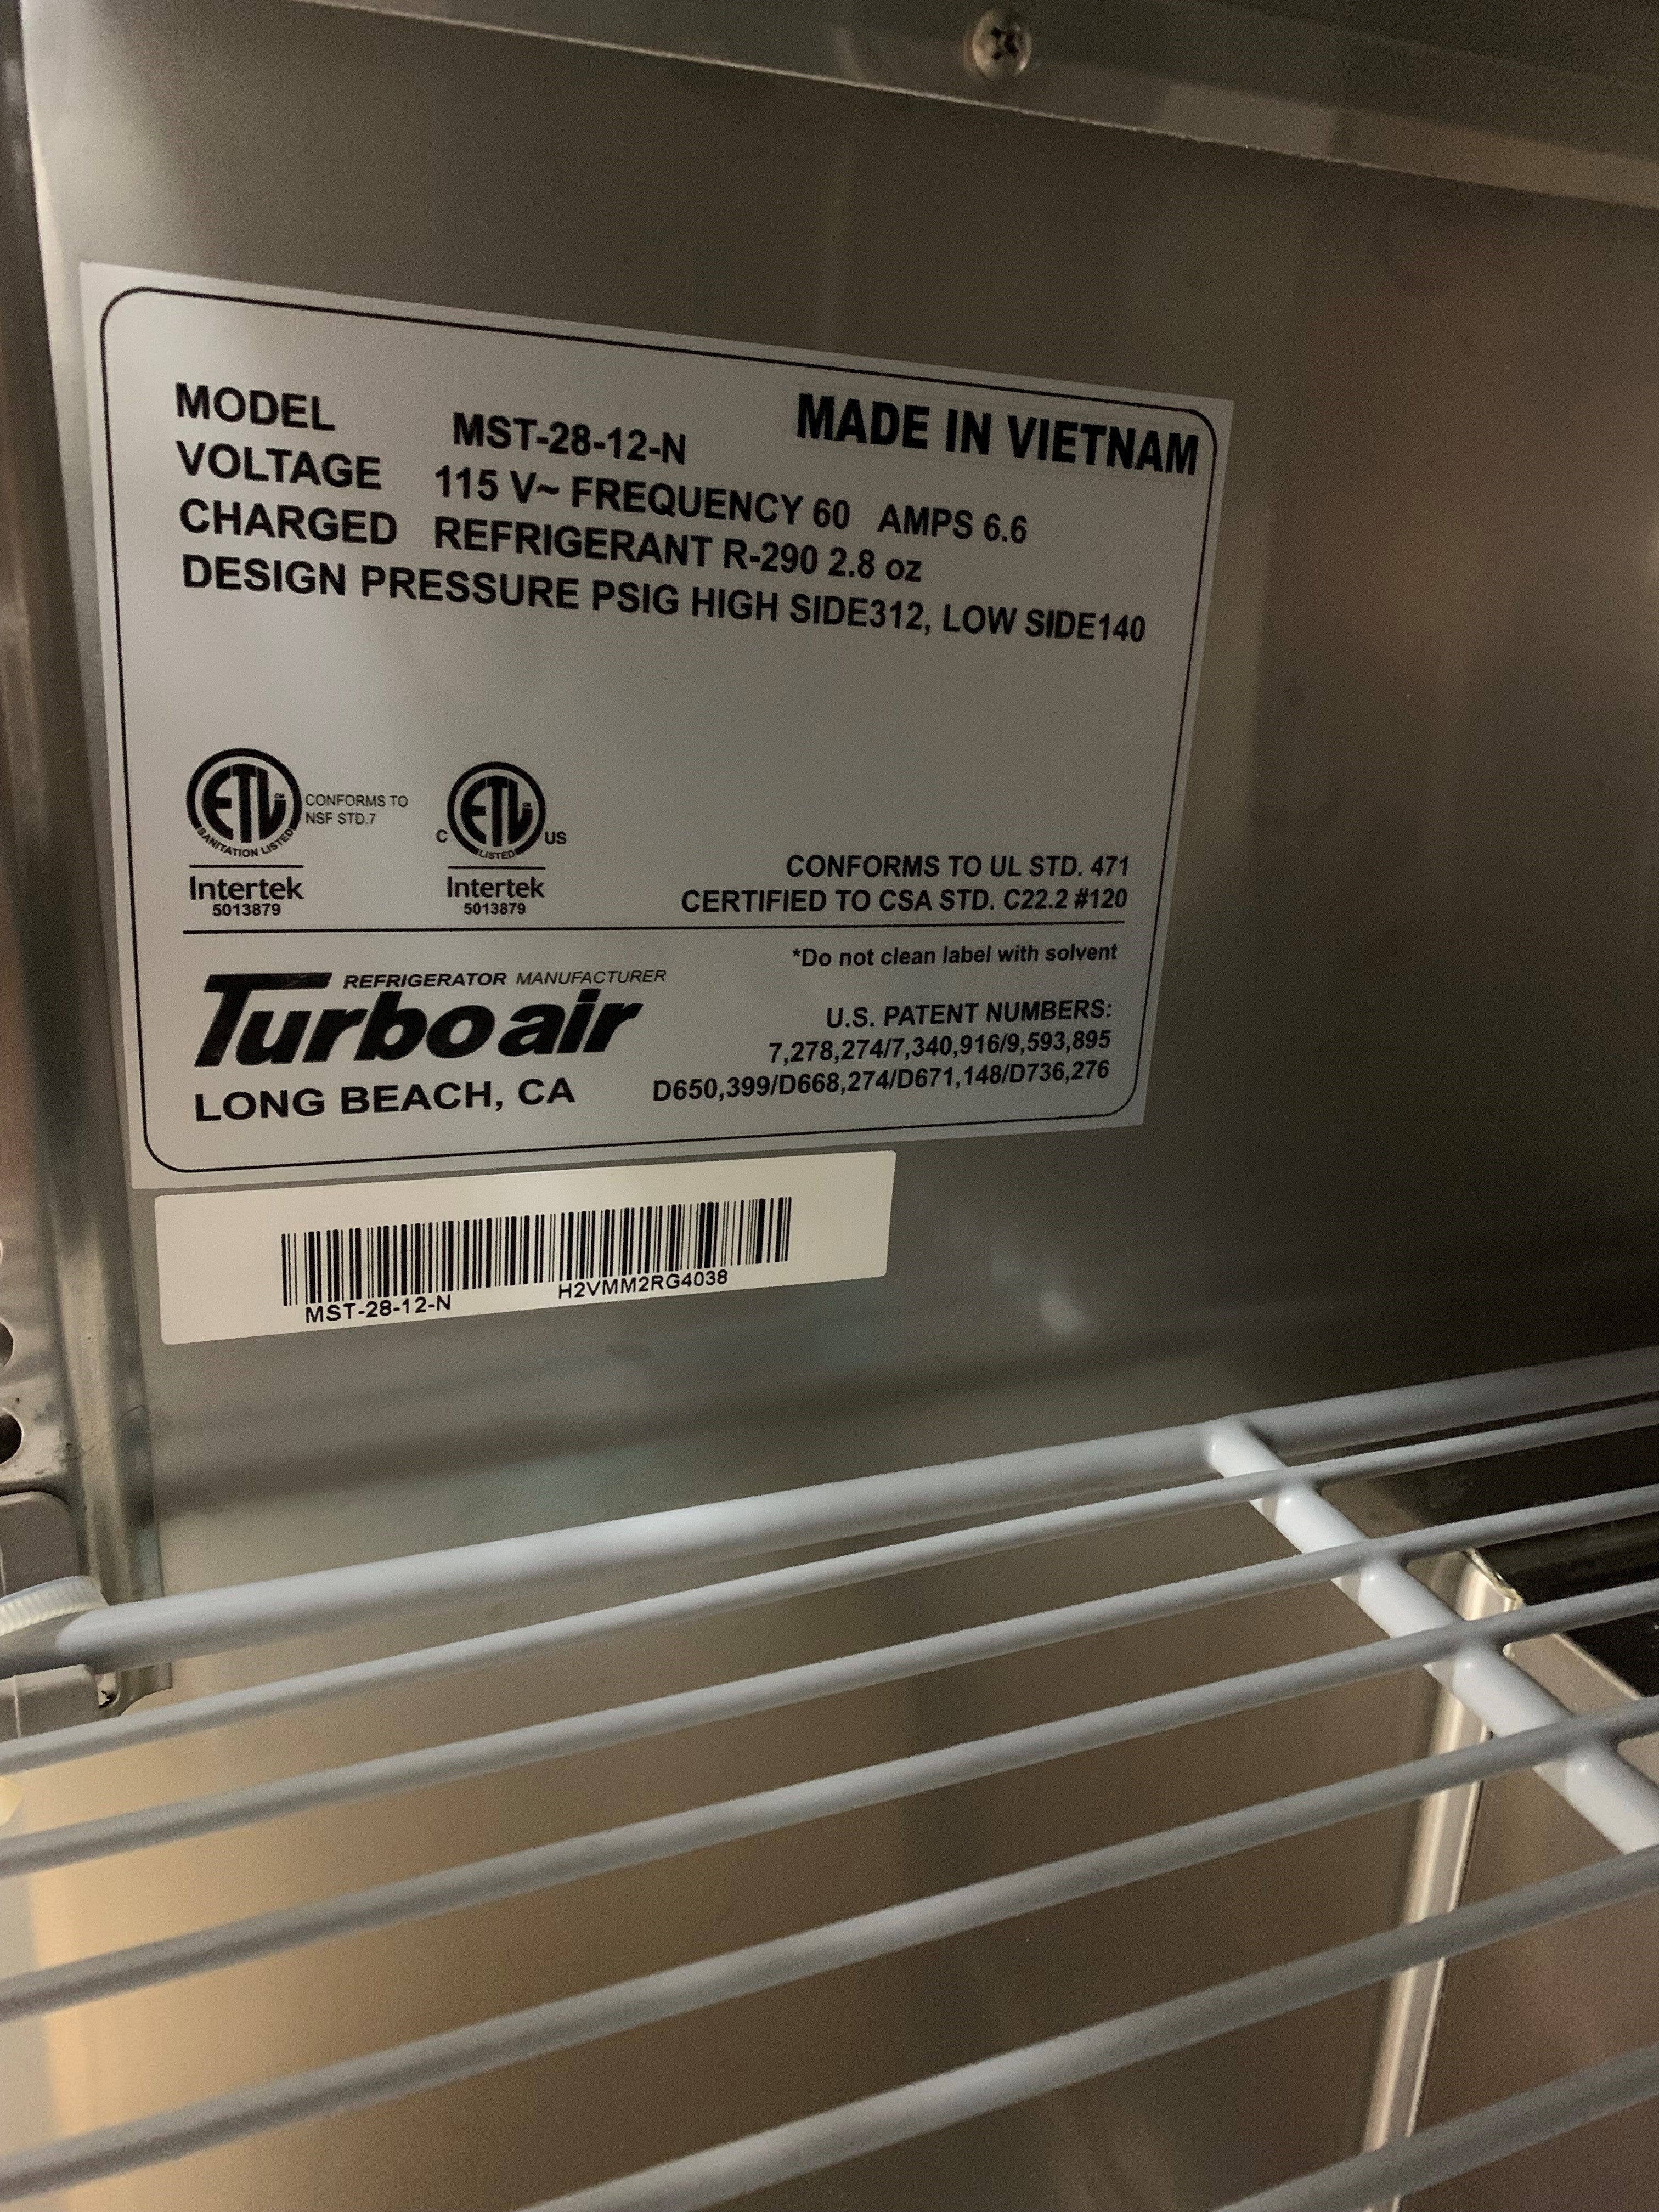 MADE IN VIETNAM
MODEL MST-28-12-N
VOLTAGE 115 V~ FREQUENCY 60 AMPS 6.6
CHARGED REFRIGERANT R-290 2.8 oz
DESIGN PRESSURE PSIG HIGH SIDE312, LOW SIDE140
ETL CM
SANITATION LISTED
CONFORMS TO
NSF STD.7
Intertek
5013879
C ETL CM US
LISTED
Intertek
5013879
CONFORMS TO UL STD. 471
CERTIFIED TO CSA STD. C22.2 #120
*Do not clean label with solvent
REFRIGERATOR MANUFACTURER
Turbo air
LONG BEACH, CA
U.S. PATENT NUMBERS:
7,278,274/7,340,916/9,593,895
D650,399/D668,274/D671,148/D736,276
MST-28-12-N H2VMM2RG4038